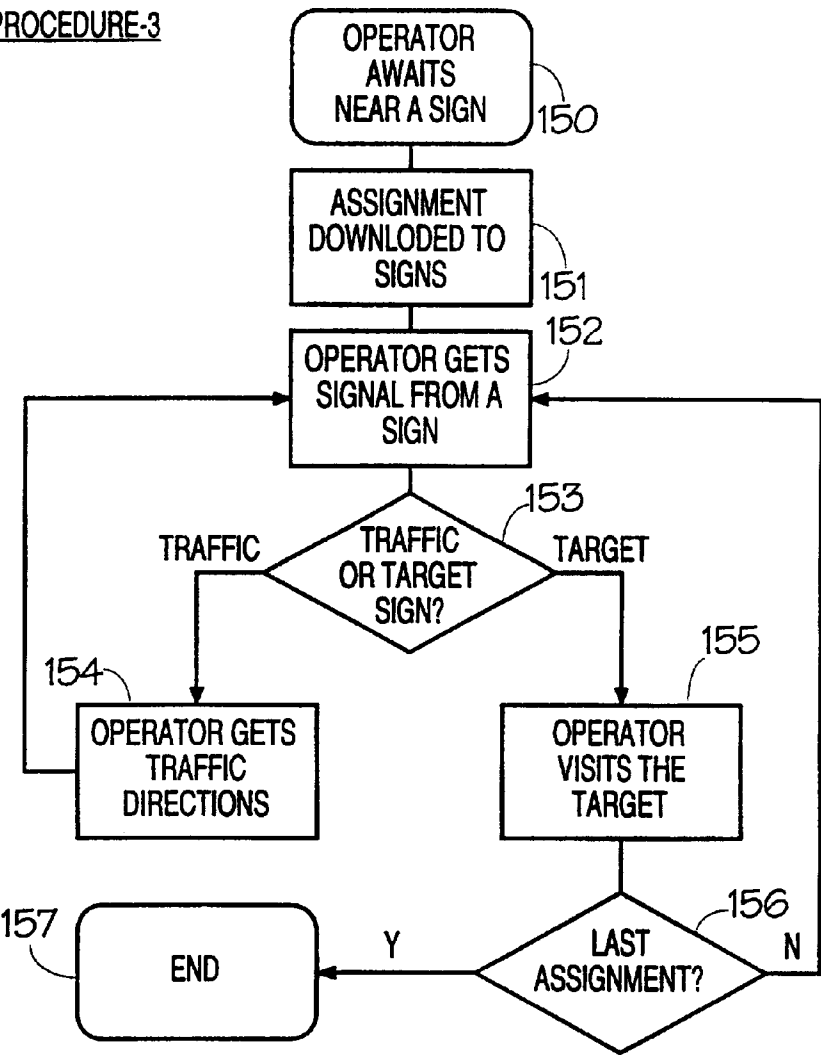 PROCEDURE-3
OPERATOR
AWAITS
NEAR A SIGN
150
ASSIGNMENT
DOWNLODED TO
SIGNS
151
152
OPERATOR GETS
SIGNAL FROM A
SIGN
153
TRAFFIC
TRAFFIC
OR TARGET
SIGN?
TARGET
154
OPERATOR GETS
TRAFFIC
DIRECTIONS
155
OPERATOR
VISITS THE
TARGET
156
LAST
ASSIGNMENT?
N
Y
157
END